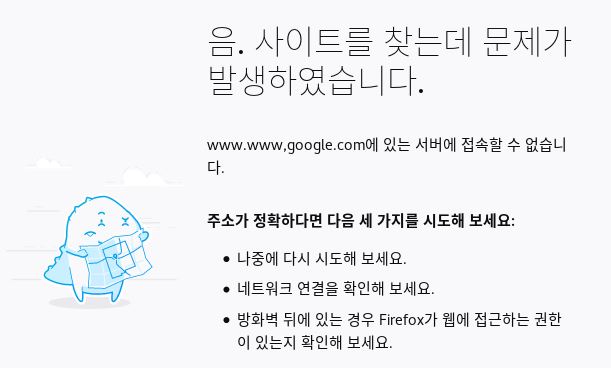 음. 사이트를 찾는데 문제가
발생하였습니다.
www.www,google.com에 있는 서버에 접속할 수 없습니
다.
주소가 정확하다면 다음 세 가지를 시도해 보세요:
• 나중에 다시 시도해 보세요.
• 네트워크 연결을 확인해 보세요.
• 방화벽 뒤에 있는 경우 Firefox가 웹에 접근하는 권한
이 있는지 확인해 보세요.